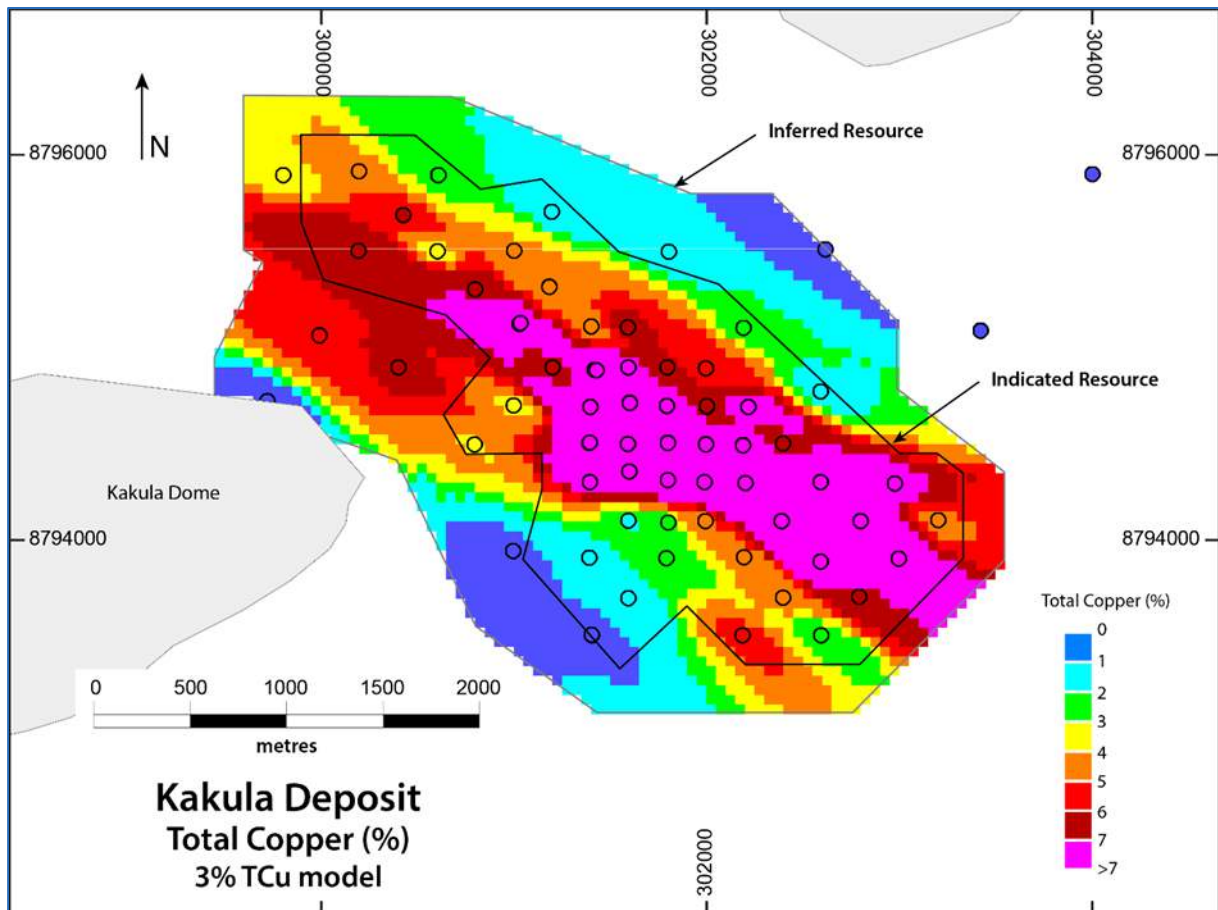 300000
302000
304000
N
8796000
Inferred Resource
8796000
Indicated Resource
Kakula Dome
8794000
8794000
Total Copper (%)
0
1
2
3
4
5
6
7
>7
0 500 1000 1500 2000
metres
Kakula Deposit
Total Copper (%)
3% TCu model
302000